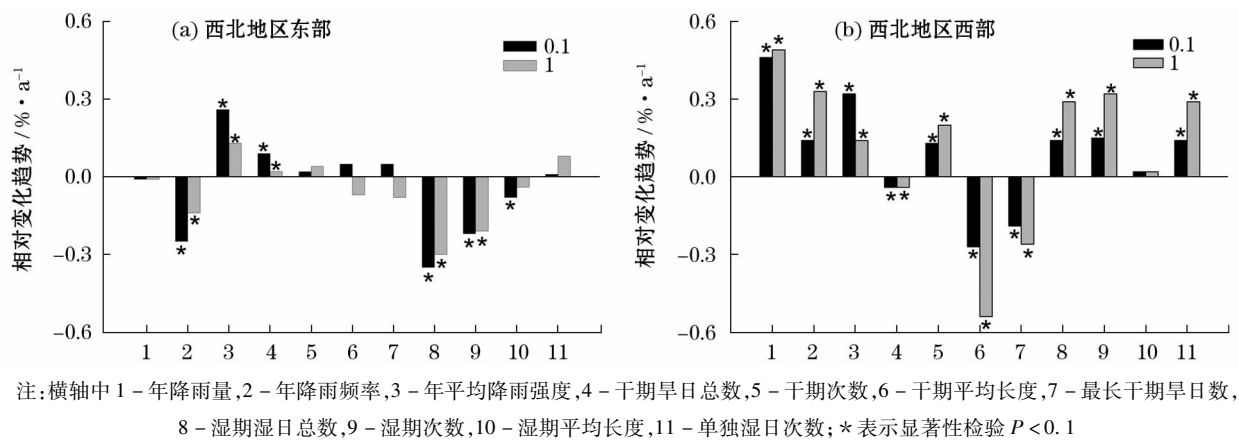 (a) 西北地区东部
0.1
1
相对变化趋势/%·a⁻¹
0.6
0.3
0.0
−0.3
−0.6
1 2 3 4 5 6 7 8 9 10 11
(b) 西北地区西部
0.1
1
相对变化趋势/%·a⁻¹
0.6
0.3
0.0
−0.3
−0.6
1 2 3 4 5 6 7 8 9 10 11
注:横轴中 1－年降雨量,2－年降雨频率,3－年平均降雨强度,4－干期旱日总数,5－干期次数,6－干期平均长度,7－最长干期旱日数,
8－湿期湿日总数,9－湿期次数,10－湿期平均长度,11－单独湿日次数;＊表示显著性检验 P<0.1